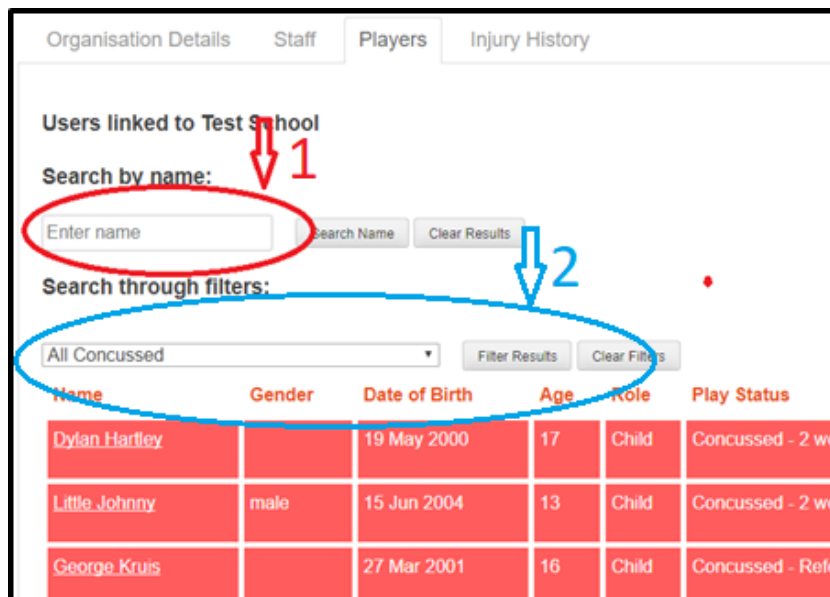 Organisation Details Staff Players Injury History
Users linked to Test School
1
Search by name:
Enter name Search Name Clear Results
2
Search through filters:
All Concussed Filter Results Clear Filters
Name Gender Date of Birth Age Role Play Status
Dylan Hartley 19 May 2000 17 Child Concussed - 2 we
Little Johnny male 15 Jun 2004 13 Child Concussed - 2 we
George Kruis 27 Mar 2001 16 Child Concussed - Refe